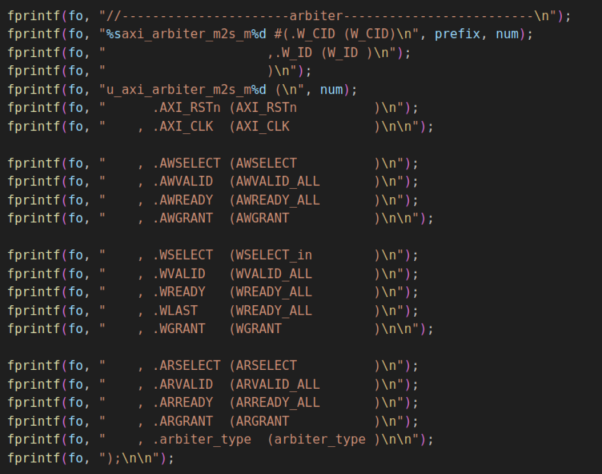 fprintf(fo, "//----------------------arbiter-------------------------\n");
fprintf(fo, "%saxi_arbiter_m2s_m%d #(.W_CID (W_CID)\n", prefix, num);
fprintf(fo, "                     ,.W_ID (W_ID )\n");
fprintf(fo, "                     )\n");
fprintf(fo, "u_axi_arbiter_m2s_m%d (\n", num);
fprintf(fo, "      .AXI_RSTn (AXI_RSTn          )\n");
fprintf(fo, "    , .AXI_CLK  (AXI_CLK           )\n\n");

fprintf(fo, "    , .AWSELECT (AWSELECT          )\n");
fprintf(fo, "    , .AWVALID  (AWVALID_ALL       )\n");
fprintf(fo, "    , .AWREADY  (AWREADY_ALL       )\n");
fprintf(fo, "    , .AWGRANT  (AWGRANT           )\n\n");

fprintf(fo, "    , .WSELECT  (WSELECT_in        )\n");
fprintf(fo, "    , .WVALID   (WVALID_ALL        )\n");
fprintf(fo, "    , .WREADY   (WREADY_ALL        )\n");
fprintf(fo, "    , .WLAST    (WREADY_ALL        )\n");
fprintf(fo, "    , .WGRANT   (WGRANT            )\n\n");

fprintf(fo, "    , .ARSELECT (ARSELECT          )\n");
fprintf(fo, "    , .ARVALID  (ARVALID_ALL       )\n");
fprintf(fo, "    , .ARREADY  (ARREADY_ALL       )\n");
fprintf(fo, "    , .ARGRANT  (ARGRANT           )\n");
fprintf(fo, "    , .arbiter_type  (arbiter_type )\n\n");
fprintf(fo, ");\n\n");